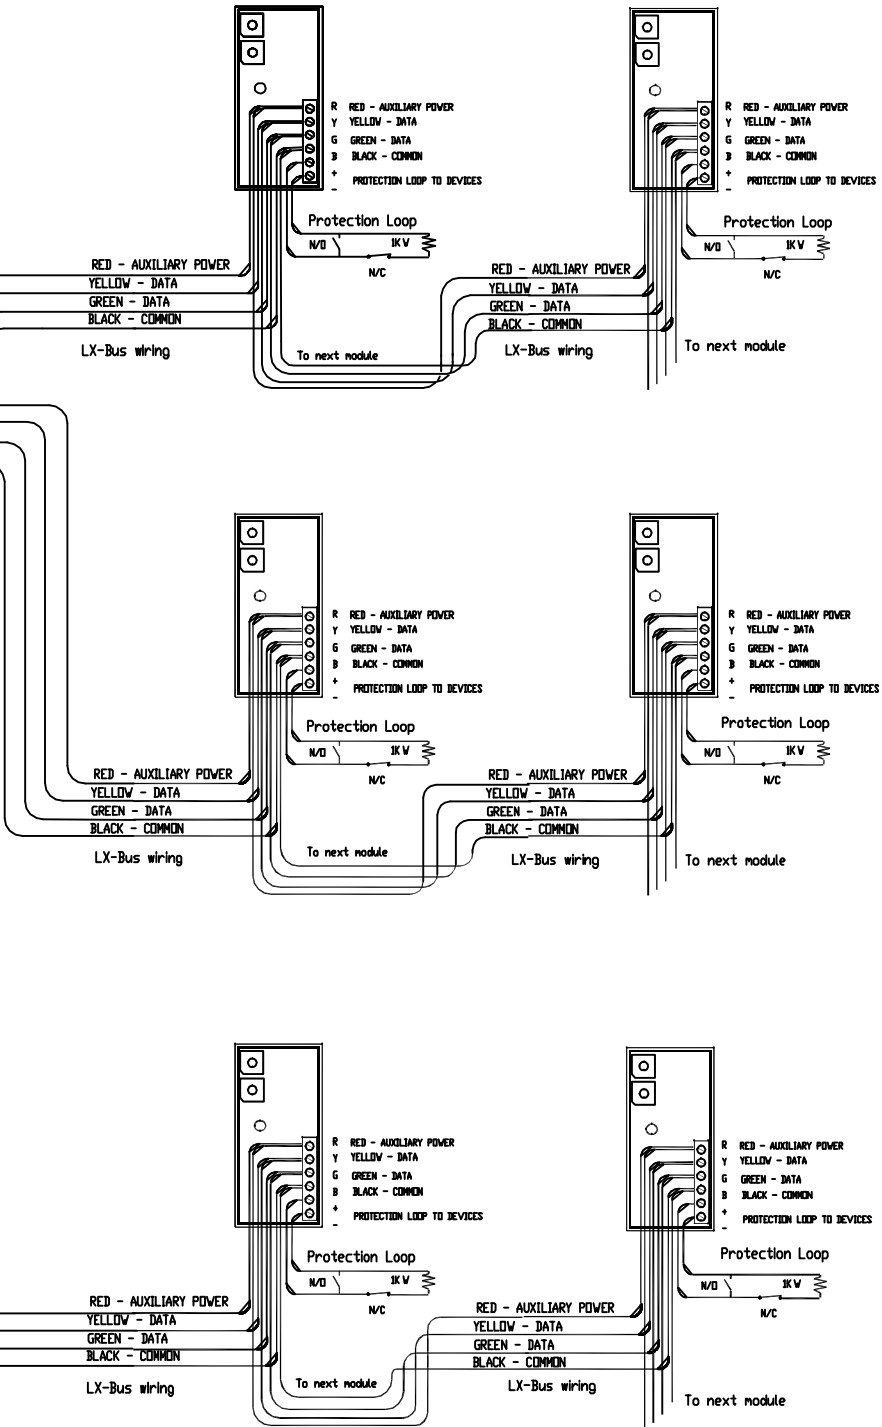 R RED - AUXILIARY POWER
Y YELLOW - DATA
G GREEN - DATA
B BLACK - COMMON
+
PROTECTION LOOP TO DEVICES
-
Protection Loop
N/O 1K W
N/C
RED - AUXILIARY POWER
YELLOW - DATA
GREEN - DATA
BLACK - COMMON
LX-Bus wiring
To next module
R RED - AUXILIARY POWER
Y YELLOW - DATA
G GREEN - DATA
B BLACK - COMMON
+
PROTECTION LOOP TO DEVICES
-
Protection Loop
N/O 1K W
N/C
RED - AUXILIARY POWER
YELLOW - DATA
GREEN - DATA
BLACK - COMMON
LX-Bus wiring
To next module
R RED - AUXILIARY POWER
Y YELLOW - DATA
G GREEN - DATA
B BLACK - COMMON
+
PROTECTION LOOP TO DEVICES
-
Protection Loop
N/O 1K W
N/C
RED - AUXILIARY POWER
YELLOW - DATA
GREEN - DATA
BLACK - COMMON
LX-Bus wiring
To next module
R RED - AUXILIARY POWER
Y YELLOW - DATA
G GREEN - DATA
B BLACK - COMMON
+
PROTECTION LOOP TO DEVICES
-
Protection Loop
N/O 1K W
N/C
RED - AUXILIARY POWER
YELLOW - DATA
GREEN - DATA
BLACK - COMMON
LX-Bus wiring
To next module
R RED - AUXILIARY POWER
Y YELLOW - DATA
G GREEN - DATA
B BLACK - COMMON
+
PROTECTION LOOP TO DEVICES
-
Protection Loop
N/O 1K W
N/C
RED - AUXILIARY POWER
YELLOW - DATA
GREEN - DATA
BLACK - COMMON
LX-Bus wiring
To next module
R RED - AUXILIARY POWER
Y YELLOW - DATA
G GREEN - DATA
B BLACK - COMMON
+
PROTECTION LOOP TO DEVICES
-
Protection Loop
N/O 1K W
N/C
RED - AUXILIARY POWER
YELLOW - DATA
GREEN - DATA
BLACK - COMMON
LX-Bus wiring
To next module